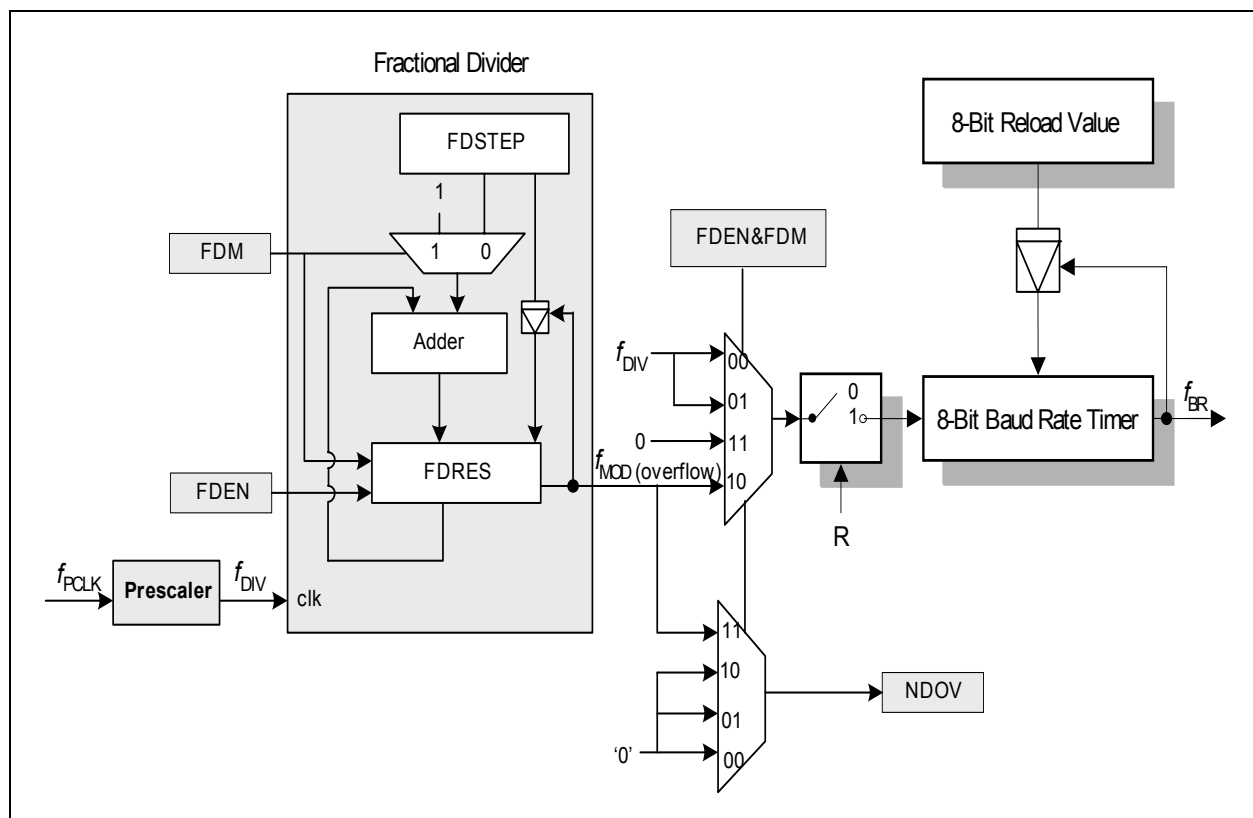 Fractional Divider
8-Bit Reload Value
FDSTEP
1
FDM
1 0
FDEN&FDM
Adder
fDIV
00
01
0
11
fMOD (overflow)
10
0
1
8-Bit Baud Rate Timer
fBR
FDRES
FDEN
R
fPCLK
Prescaler
fDIV
clk
11
10
01
'0'
00
NDOV